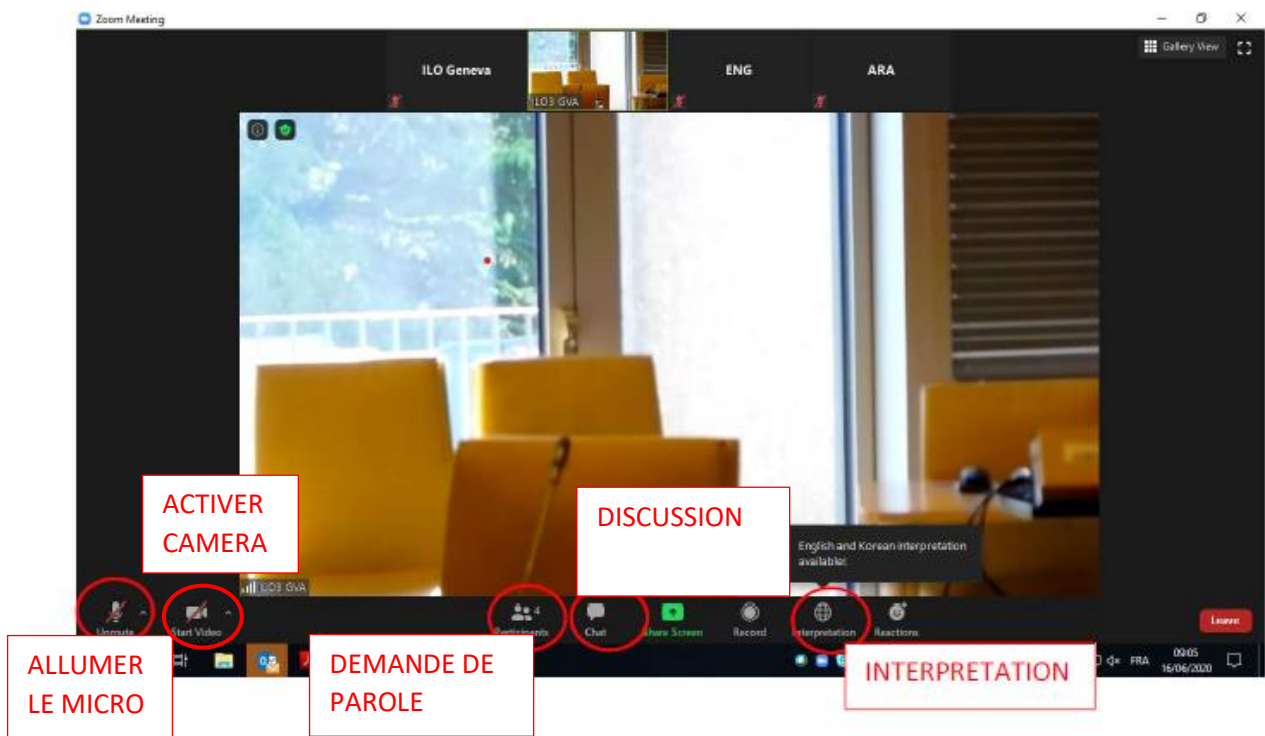 Zoom Meeting
Gallery View
ILO Geneva
ILO3 GVA
ENG
ARA
ACTIVER
CAMERA
DISCUSSION
English and Korean interpretation
available!
ILO3 GVA
Unmute
Start Video
Participants
4
Chat
Share Screen
Record
Interpretation
Reactions
Leave
ALLUMER
LE MICRO
DEMANDE DE
PAROLE
INTERPRETATION
FRA
09:05
16/06/2020